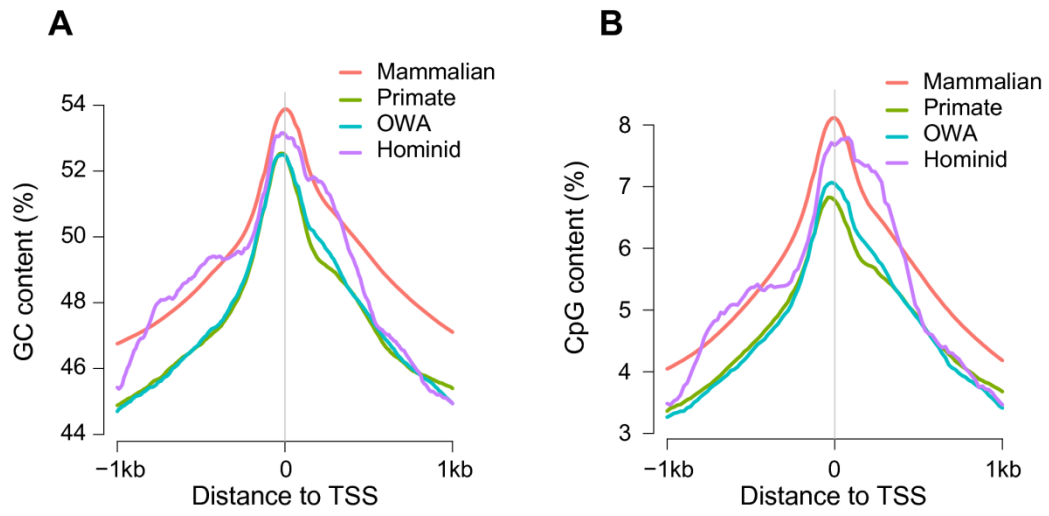 A
Mammalian
Primate
OWA
Hominid
54
52
50
48
46
44
GC content (%)
−1kb
0
1kb
Distance to TSS
B
Mammalian
Primate
OWA
Hominid
8
7
6
5
4
3
CpG content (%)
−1kb
0
1kb
Distance to TSS